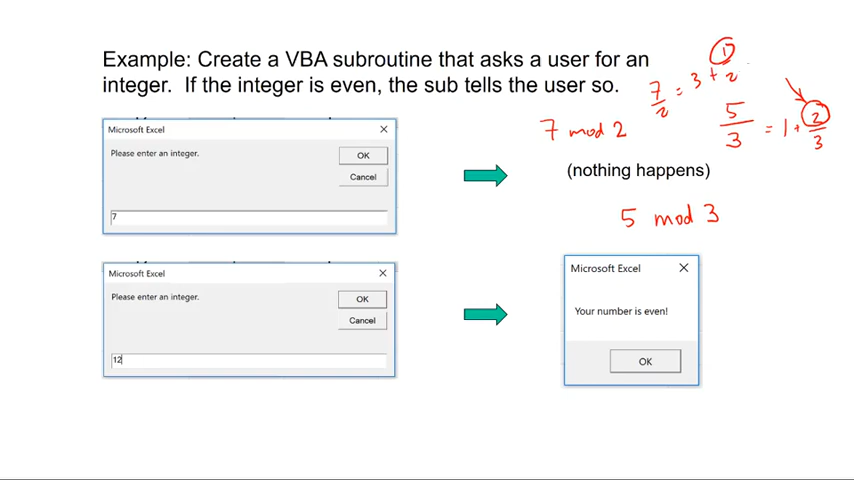 Example: Create a VBA subroutine that asks a user for an
integer. If the integer is even, the sub tells the user so.
7/2 = 3 + 1/2
5/3 = 1 + 2/3
7 mod 2
Microsoft Excel
Please enter an integer.
OK
Cancel
7
(nothing happens)
5 mod 3
Microsoft Excel
Please enter an integer.
OK
Cancel
12
Microsoft Excel
Your number is even!
OK